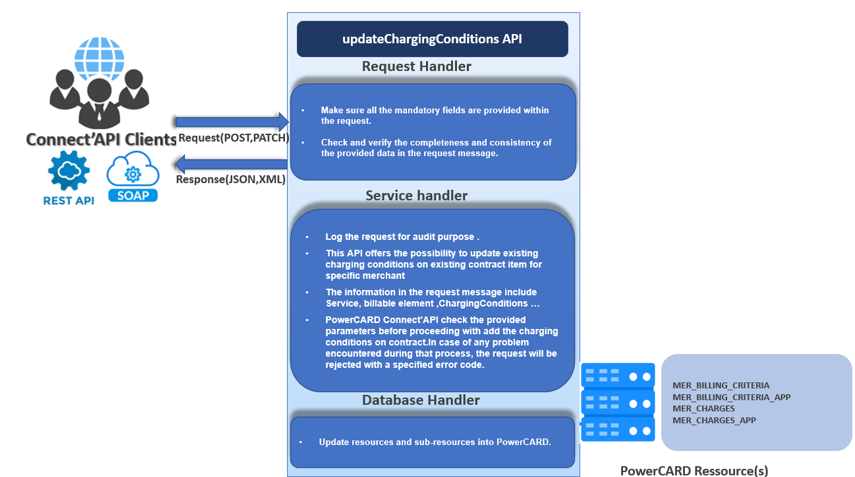 updateChargingConditions API
Request Handler
• Make sure all the mandatory fields are provided within
the request.
• Check and verify the completeness and consistency of
the provided data in the request message.
Connect'API Clients
Request(POST,PATCH)
Response(JSON,XML)
REST API
SOAP
Service handler
• Log the request for audit purpose .
• This API offers the possibility to update existing
charging conditions on existing contract item for
specific merchant
• The information in the request message include
Service, billable element ,ChargingConditions ...
• PowerCARD Connect'API check the provided
parameters before proceeding with add the charging
conditions on contract.In case of any problem
encountered during that process, the request will be
rejected with a specified error code.
Database Handler
• Update resources and sub-resources into PowerCARD.
MER_BILLING_CRITERIA
MER_BILLING_CRITERIA_APP
MER_CHARGES
MER_CHARGES_APP
PowerCARD Ressource(s)